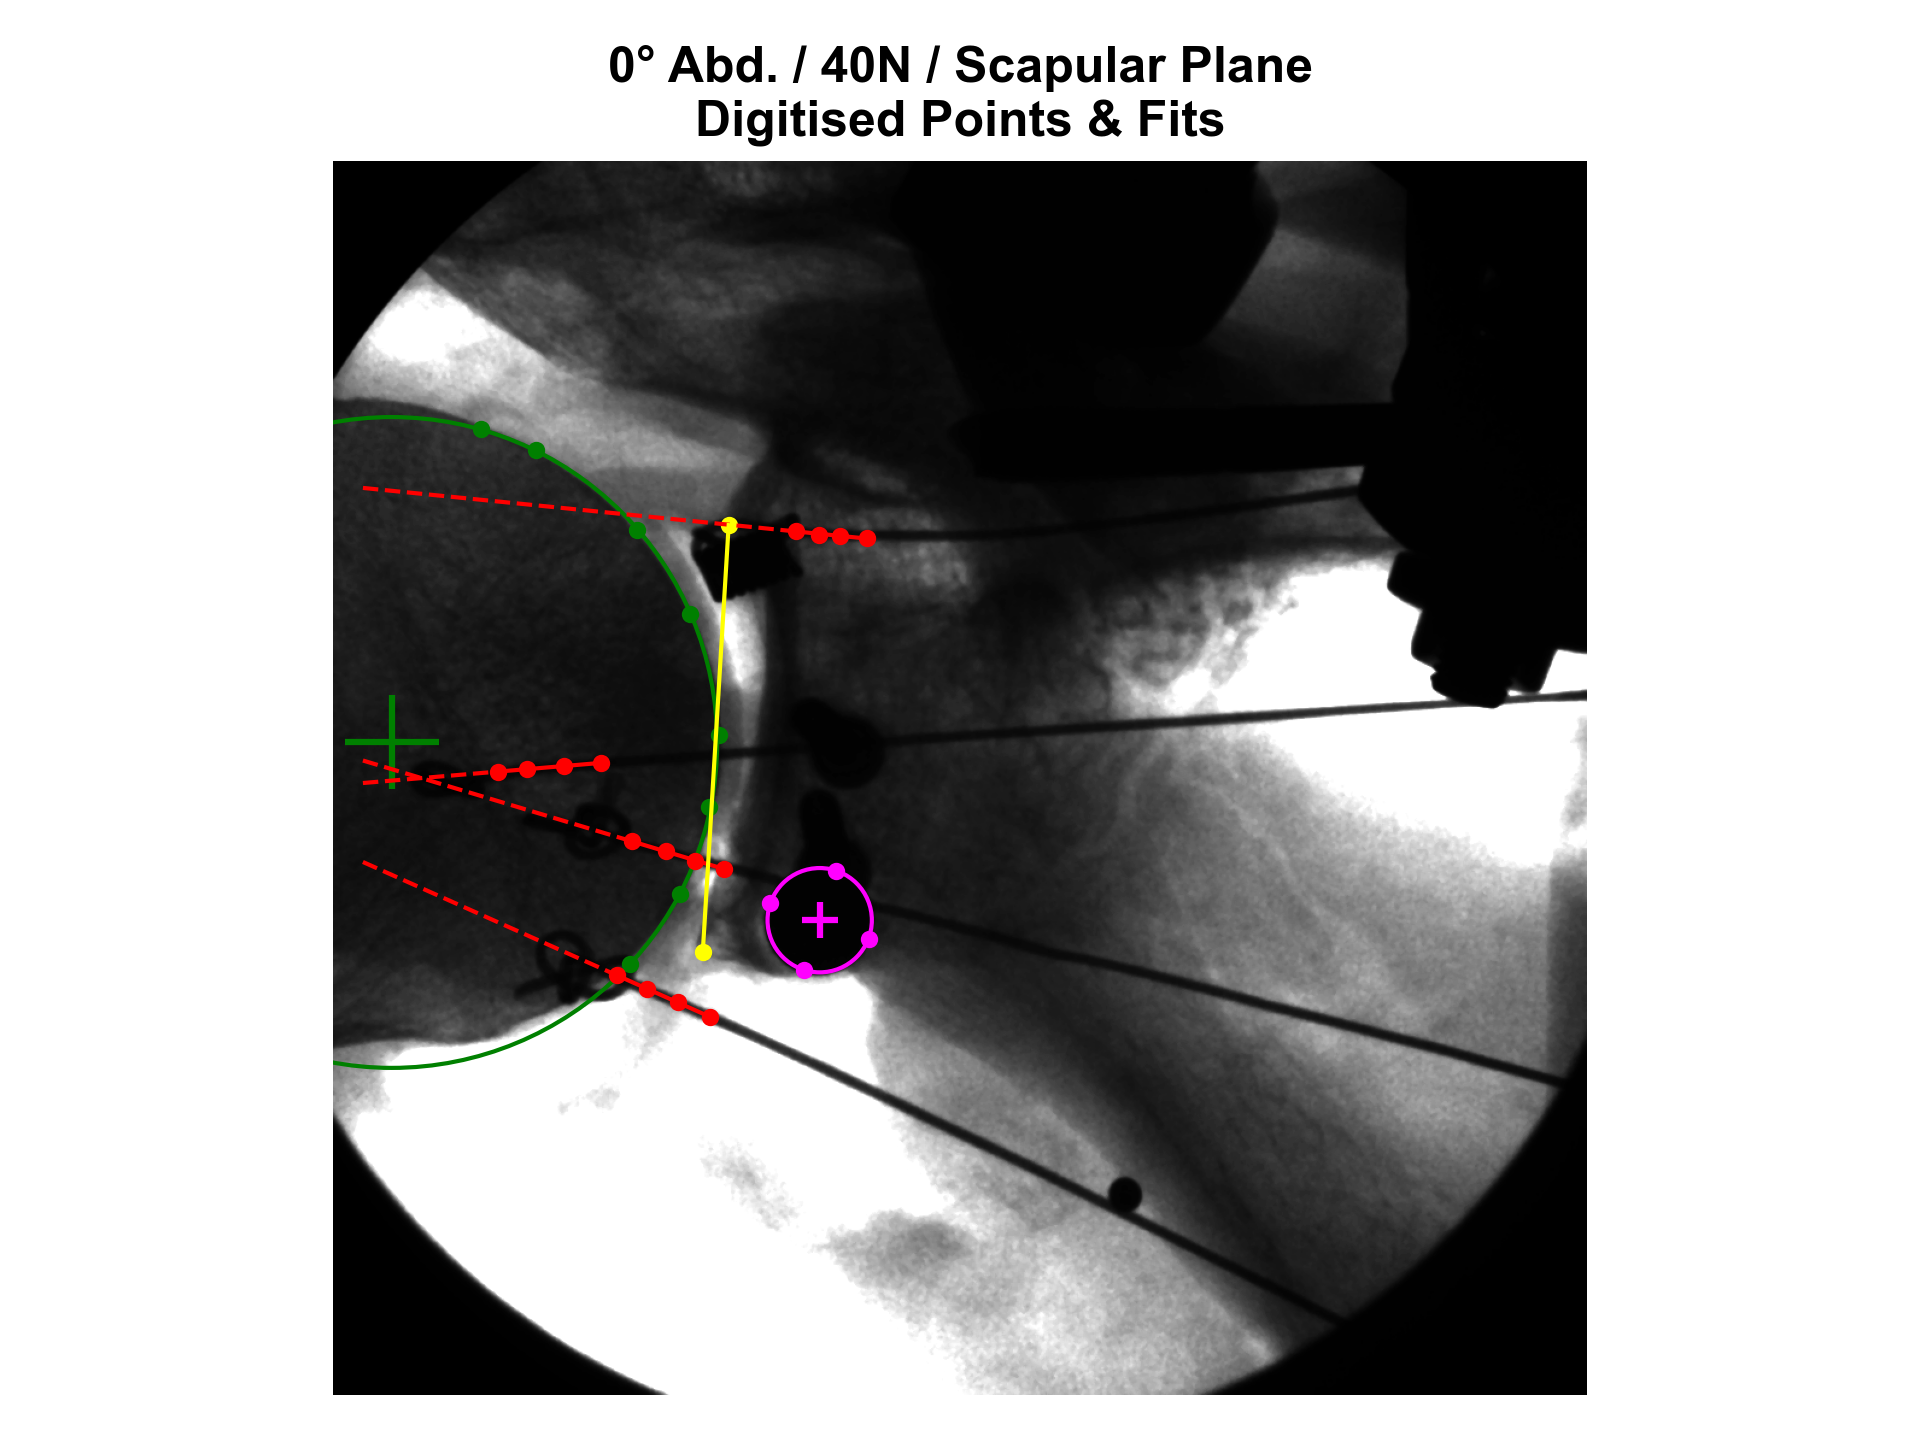 0° Abd. / 40N / Scapular Plane
Digitised Points & Fits